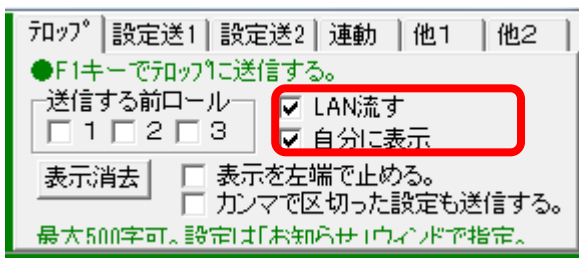 ﾃﾛｯﾌﾟ 設定送1 設定送2 連動 他1 他2
●F1キーでﾃﾛｯﾌﾟに送信する。
送信する前ロール
1 2 3
LAN流す
自分に表示
表示消去
表示を左端で止める。
カンマで区切った設定も送信する。
最大500字可。設定は「お知らせ」ウィンドで指定。